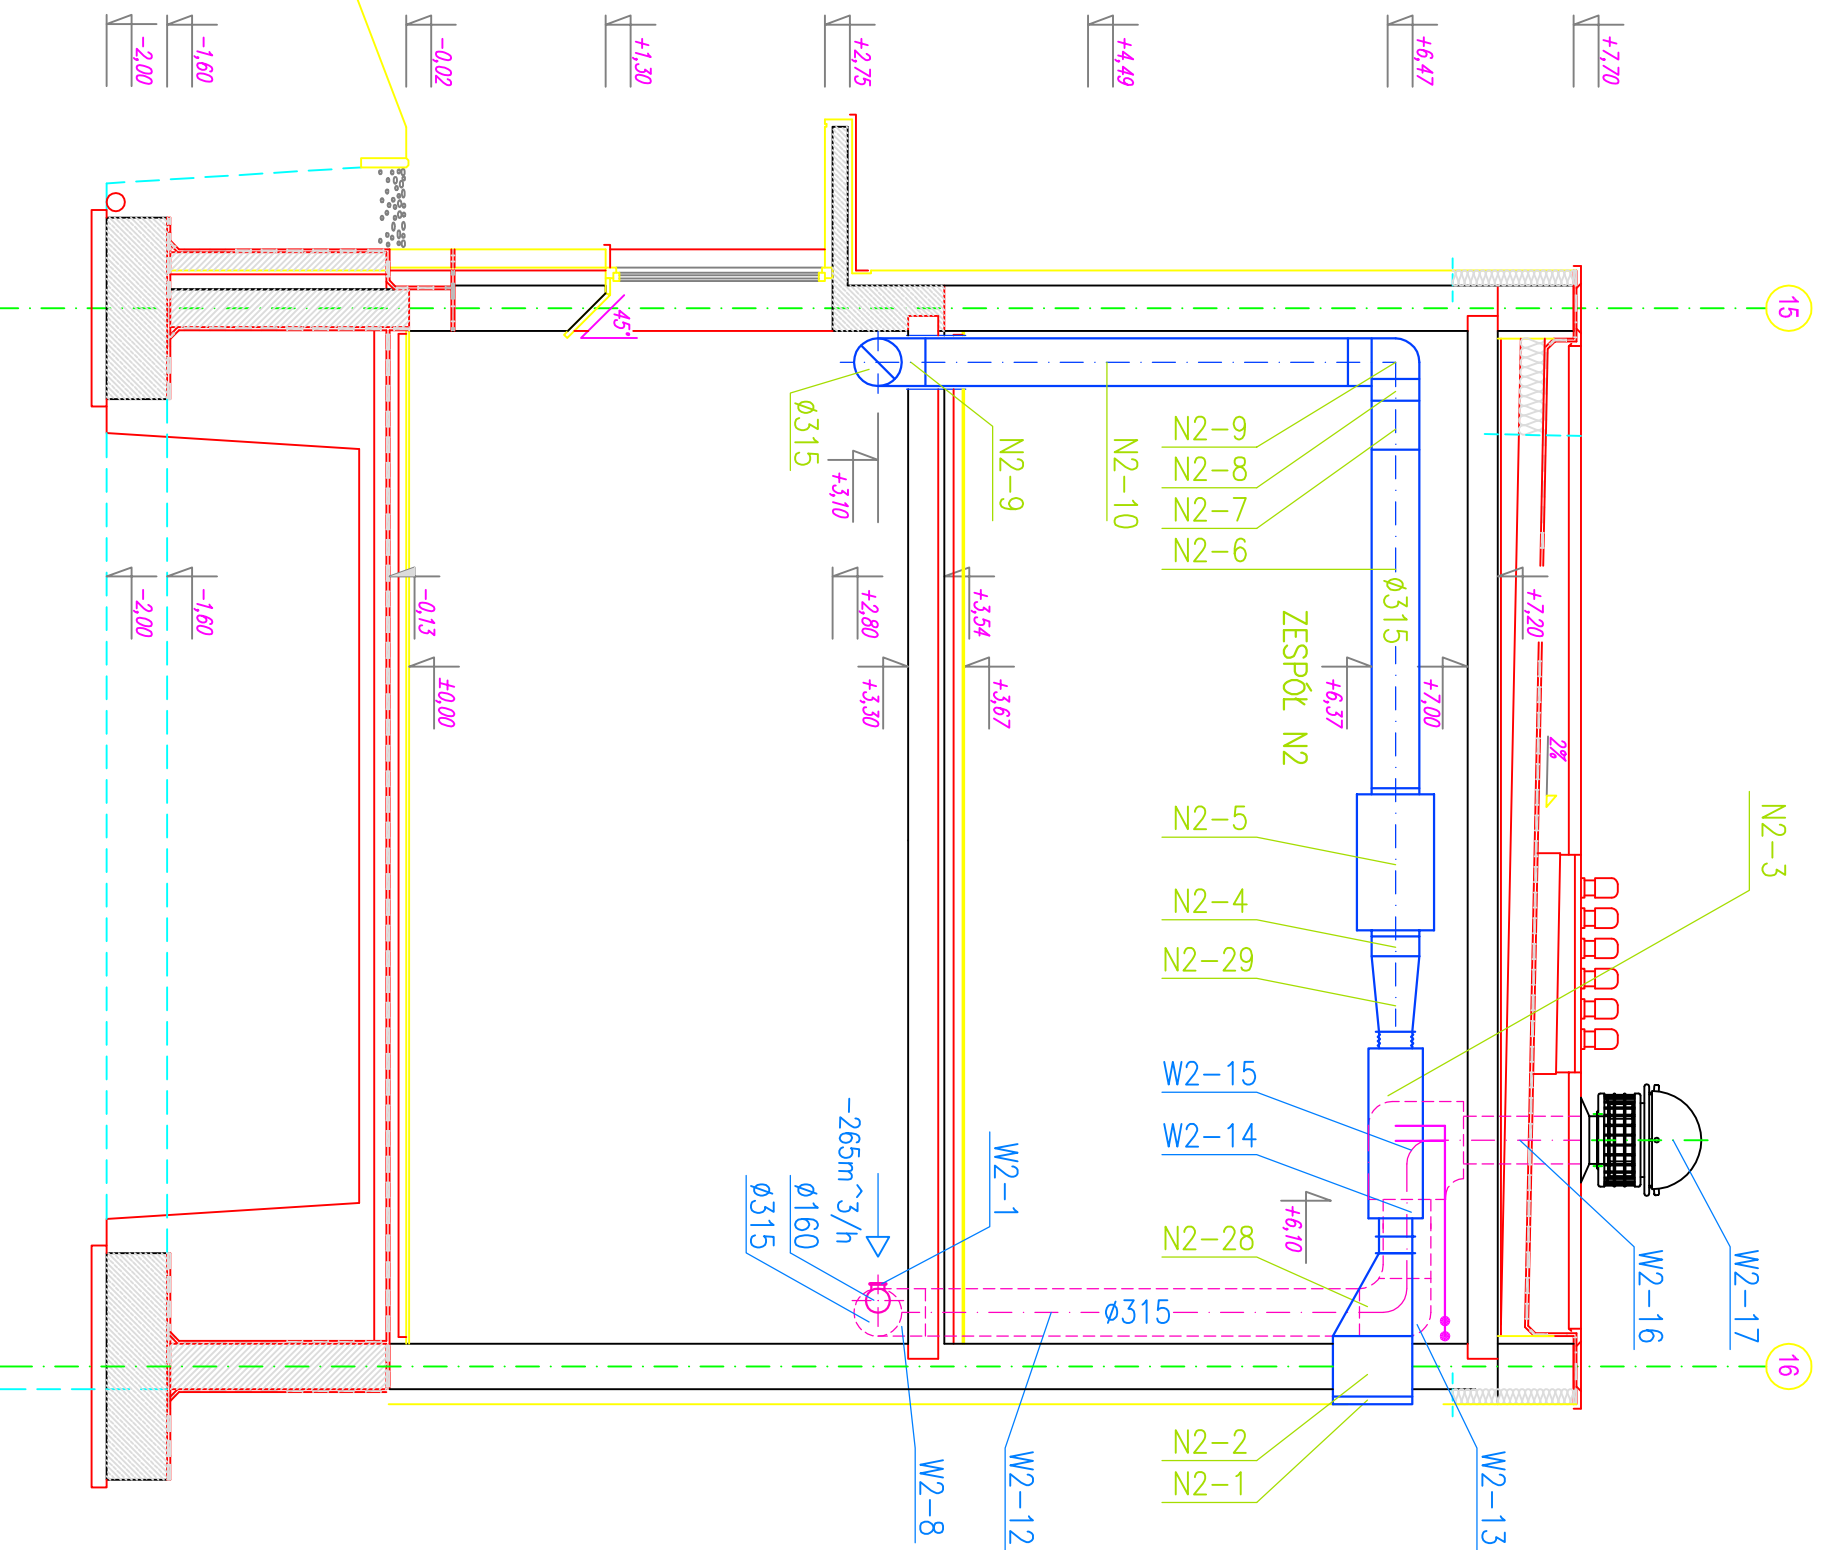 -2,00
-1,60
-0,02
+1,30
+2,75
+4,49
+6,47
+7,70
15
45°
ø315
+3,10
N2-9
N2-10
N2-9
N2-8
N2-7
N2-6
ø315
ZESPÓŁ N2
-2,00
-1,60
-0,13
±0,00
+2,80
+3,54
+3,30
+3,67
+6,37
+7,00
+7,20
2%
N2-3
N2-5
N2-4
N2-29
W2-15
W2-14
N2-28
+6,10
-265m^3/h
ø160
ø315
W2-1
ø315
W2-16
W2-17
16
W2-8
W2-12
N2-2
N2-1
W2-13